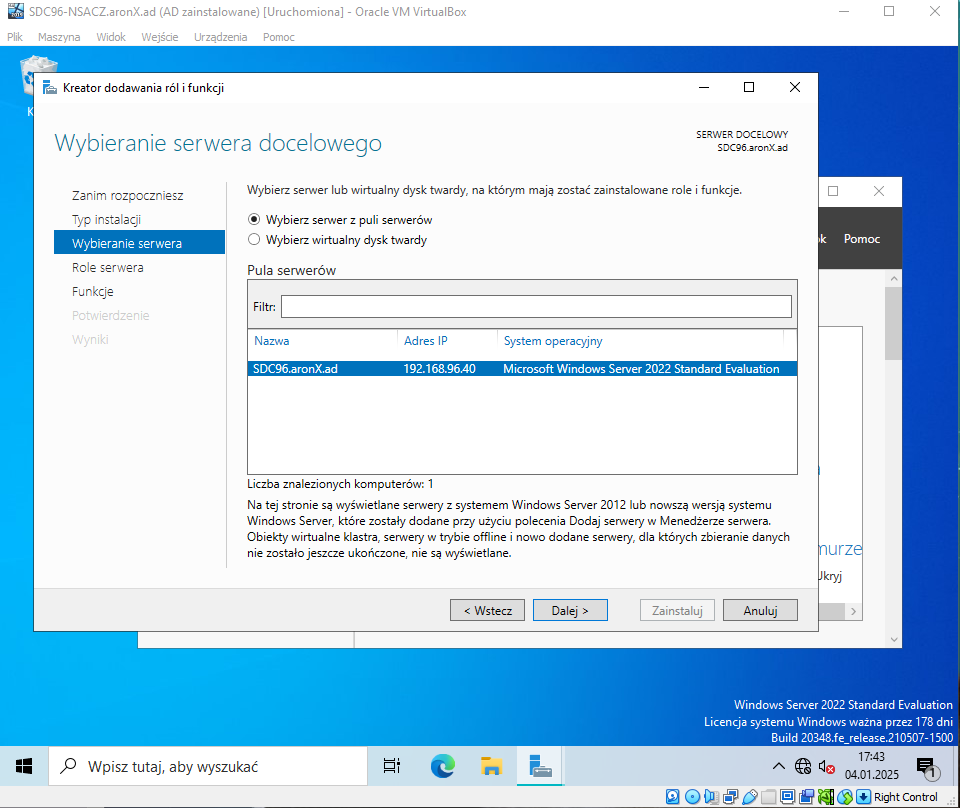 SDC96-NSACZ.aronX.ad (AD zainstalowane) [Uruchomiona] - Oracle VM VirtualBox
Plik Maszyna Widok Wejście Urządzenia Pomoc
Kreator dodawania ról i funkcji
Wybieranie serwera docelowego
SERWER DOCELOWY
SDC96.aronX.ad
Zanim rozpoczniesz
Typ instalacji
Wybieranie serwera
Role serwera
Funkcje
Potwierdzenie
Wyniki
Wybierz serwer lub wirtualny dysk twardy, na którym mają zostać zainstalowane role i funkcje.
Wybierz serwer z puli serwerów
Wybierz wirtualny dysk twardy
Pula serwerów
Filtr:
Nazwa Adres IP System operacyjny
SDC96.aronX.ad 192.168.96.40 Microsoft Windows Server 2022 Standard Evaluation
Liczba znalezionych komputerów: 1
Na tej stronie są wyświetlane serwery z systemem Windows Server 2012 lub nowszą wersją systemu
Windows Server, które zostały dodane przy użyciu polecenia Dodaj serwery w Menedżerze serwera.
Obiekty wirtualne klastra, serwery w trybie offline i nowo dodane serwery, dla których zbieranie danych
nie zostało jeszcze ukończone, nie są wyświetlane.
< Wstecz Dalej > Zainstaluj Anuluj
Pomoc
murze
Ukryj
Windows Server 2022 Standard Evaluation
Licencja systemu Windows ważna przez 178 dni
Build 20348.fe_release.210507-1500
Wpisz tutaj, aby wyszukać
17:43
04.01.2025
1
Right Control